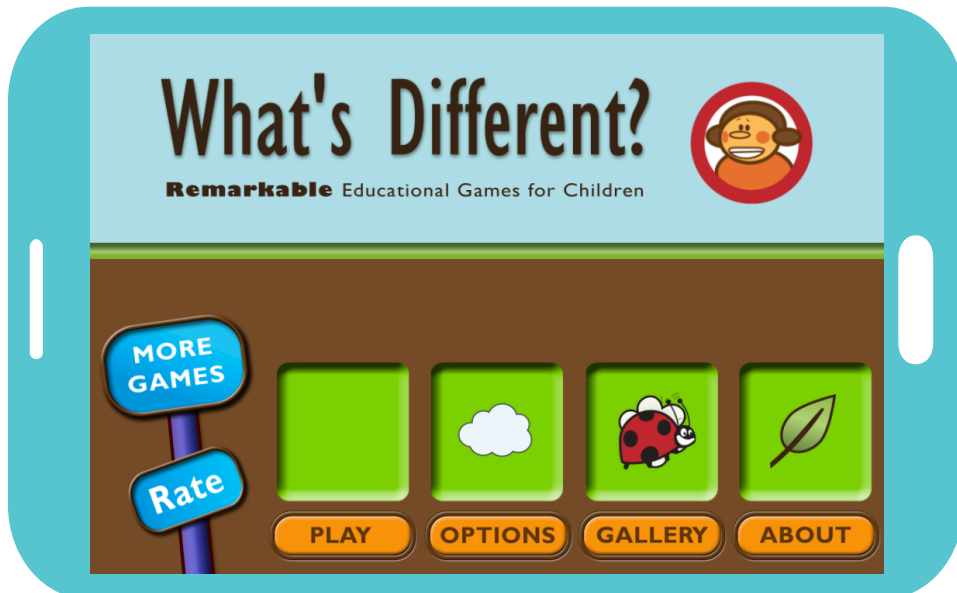 What's Different?
Remarkable Educational Games for Children
MORE
GAMES
Rate
PLAY
OPTIONS
GALLERY
ABOUT